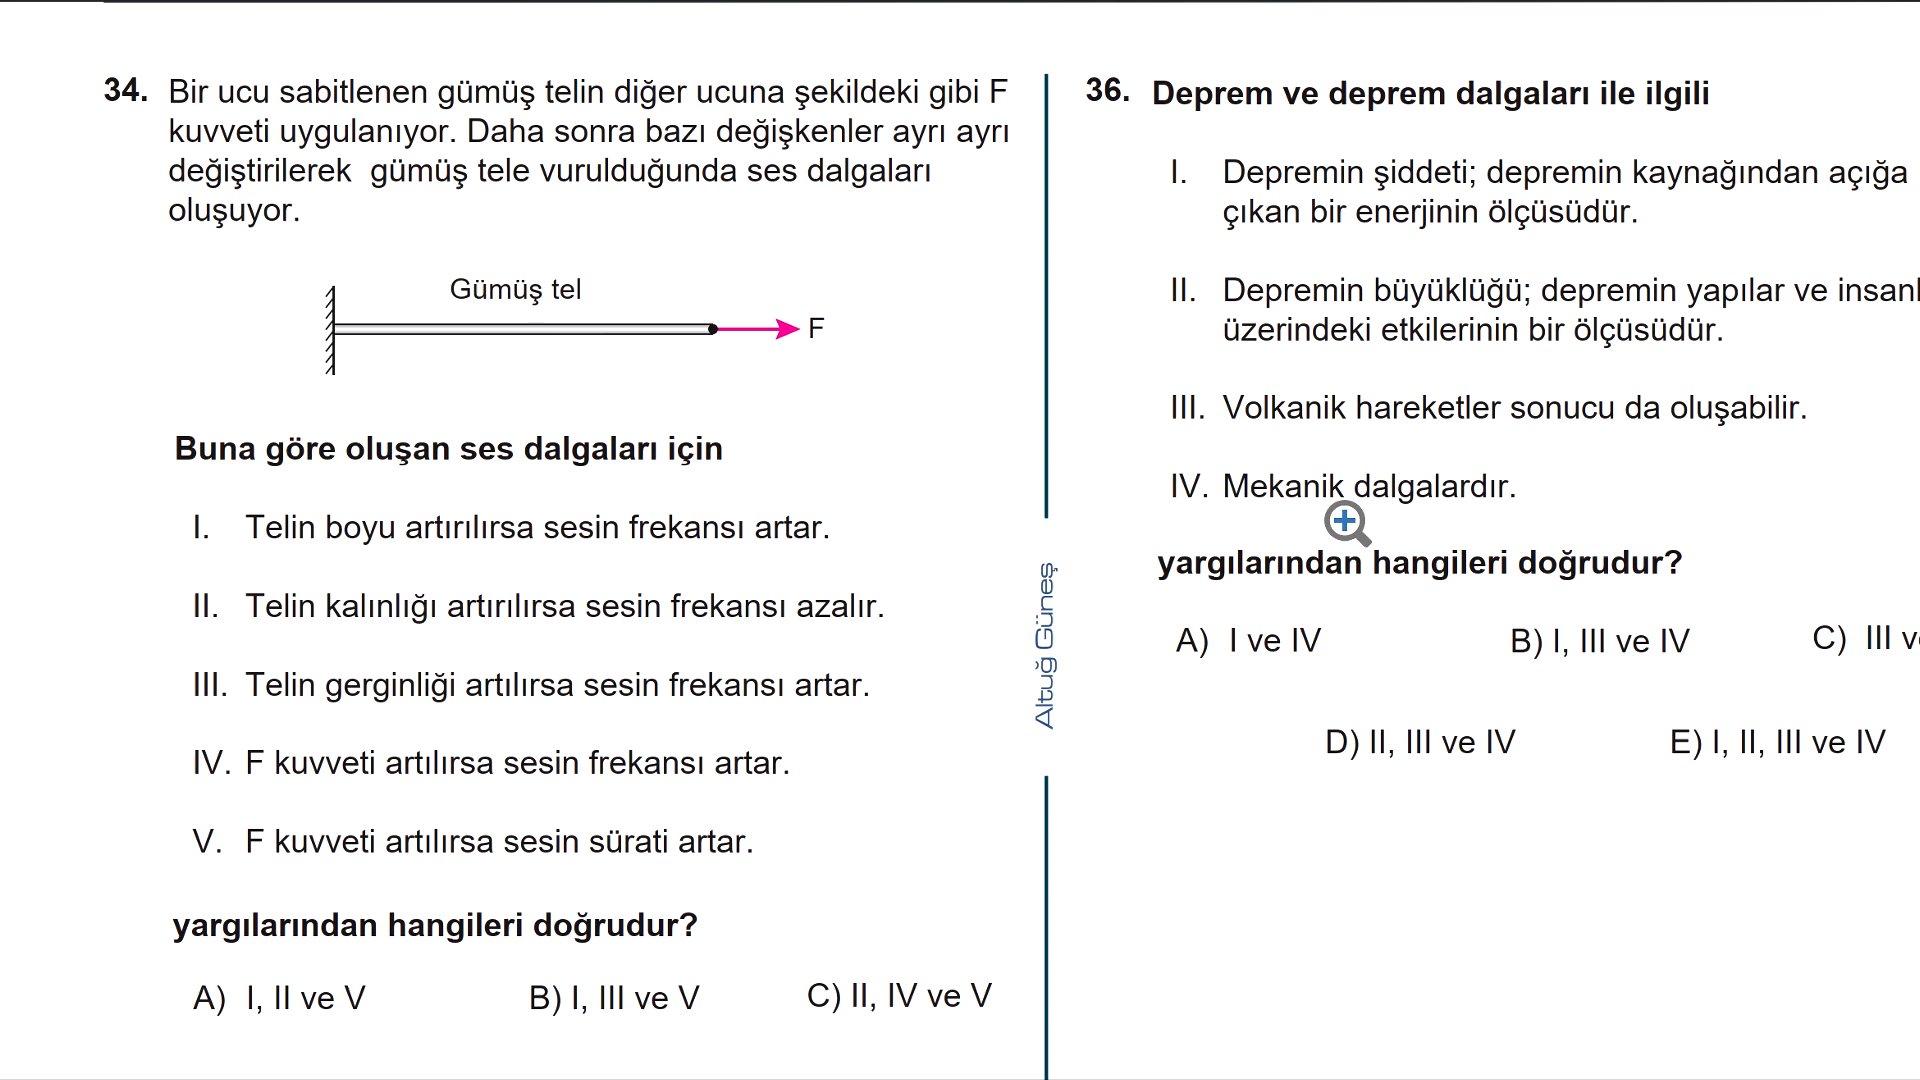 34. Bir ucu sabitlenen gümüş telin diğer ucuna şekildeki gibi F
kuvveti uygulanıyor. Daha sonra bazı değişkenler ayrı ayrı
değiştirilerek gümüş tele vurulduğunda ses dalgaları
oluşuyor.
Gümüş tel
F
Buna göre oluşan ses dalgaları için
I. Telin boyu artırılırsa sesin frekansı artar.
II. Telin kalınlığı artırılırsa sesin frekansı azalır.
III. Telin gerginliği artılırsa sesin frekansı artar.
IV. F kuvveti artılırsa sesin frekansı artar.
V. F kuvveti artılırsa sesin sürati artar.
yargılarından hangileri doğrudur?
A) I, II ve V B) I, III ve V C) II, IV ve V
Altuğ Güneş
36. Deprem ve deprem dalgaları ile ilgili
I. Depremin şiddeti; depremin kaynağından açığa
çıkan bir enerjinin ölçüsüdür.
II. Depremin büyüklüğü; depremin yapılar ve
üzerindeki etkilerinin bir ölçüsüdür.
III. Volkanik hareketler sonucu da oluşabilir.
IV. Mekanik dalgalardır.
yargılarından hangileri doğrudur?
A) I ve IV B) I, III ve IV C) III
D) II, III ve IV E) I, II, III ve IV